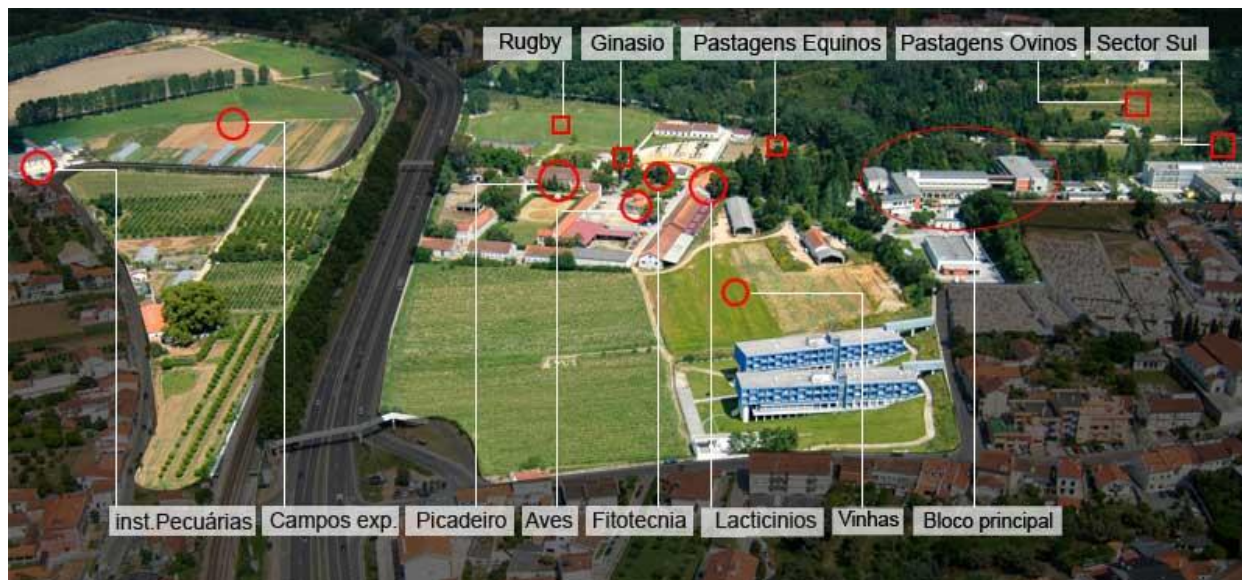 Rugby
Ginasio
Pastagens Equinos
Pastagens Ovinos
Sector Sul
inst.Pecuárias
Campos exp.
Picadeiro
Aves
Fitotecnia
Lacticinios
Vinhas
Bloco principal